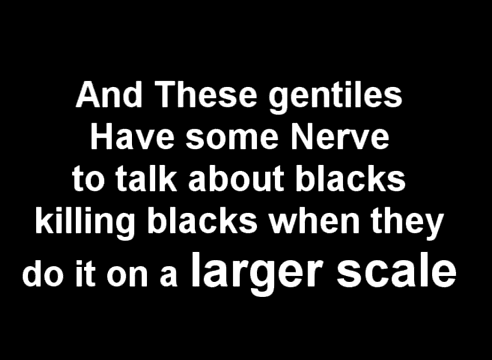 And These gentiles
Have some Nerve
to talk about blacks
killing blacks when they
do it on a larger scale